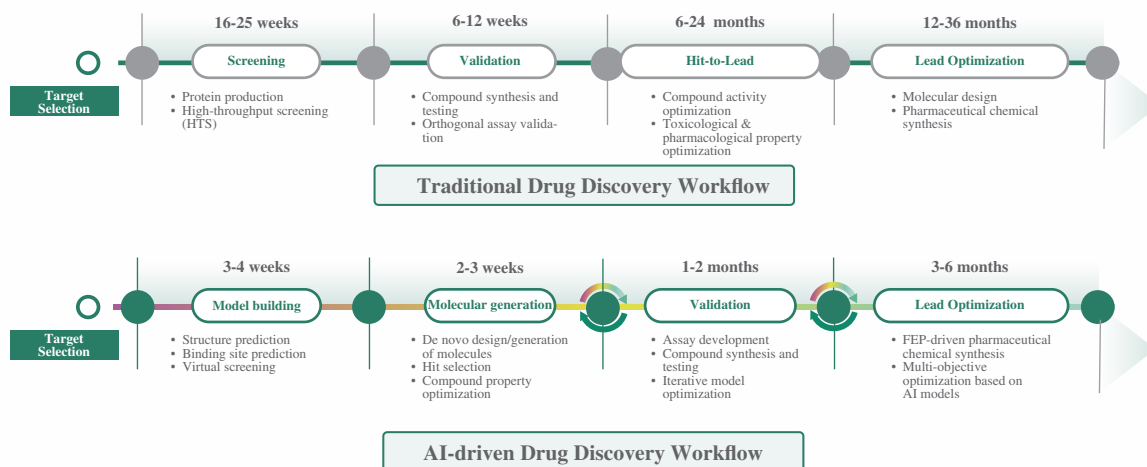 16-25 weeks
6-12 weeks
6-24 months
12-36 months
Screening
Validation
Hit-to-Lead
Lead Optimization
Target
Selection
• Protein production
• High-throughput screening
(HTS)
• Compound synthesis and
testing
• Orthogonal assay valida-
tion
• Compound activity
optimization
• Toxicological &
pharmacological property
optimization
• Molecular design
• Pharmaceutical chemical
synthesis
Traditional Drug Discovery Workflow
3-4 weeks
2-3 weeks
1-2 months
3-6 months
Model building
Molecular generation
Validation
Lead Optimization
Target
Selection
• Structure prediction
• Binding site prediction
• Virtual screening
• De novo design/generation
of molecules
• Hit selection
• Compound property
optimization
• Assay development
• Compound synthesis and
testing
• Iterative model
optimization
• FEP-driven pharmaceutical
chemical synthesis
• Multi-objective
optimization based on
AI models
AI-driven Drug Discovery Workflow